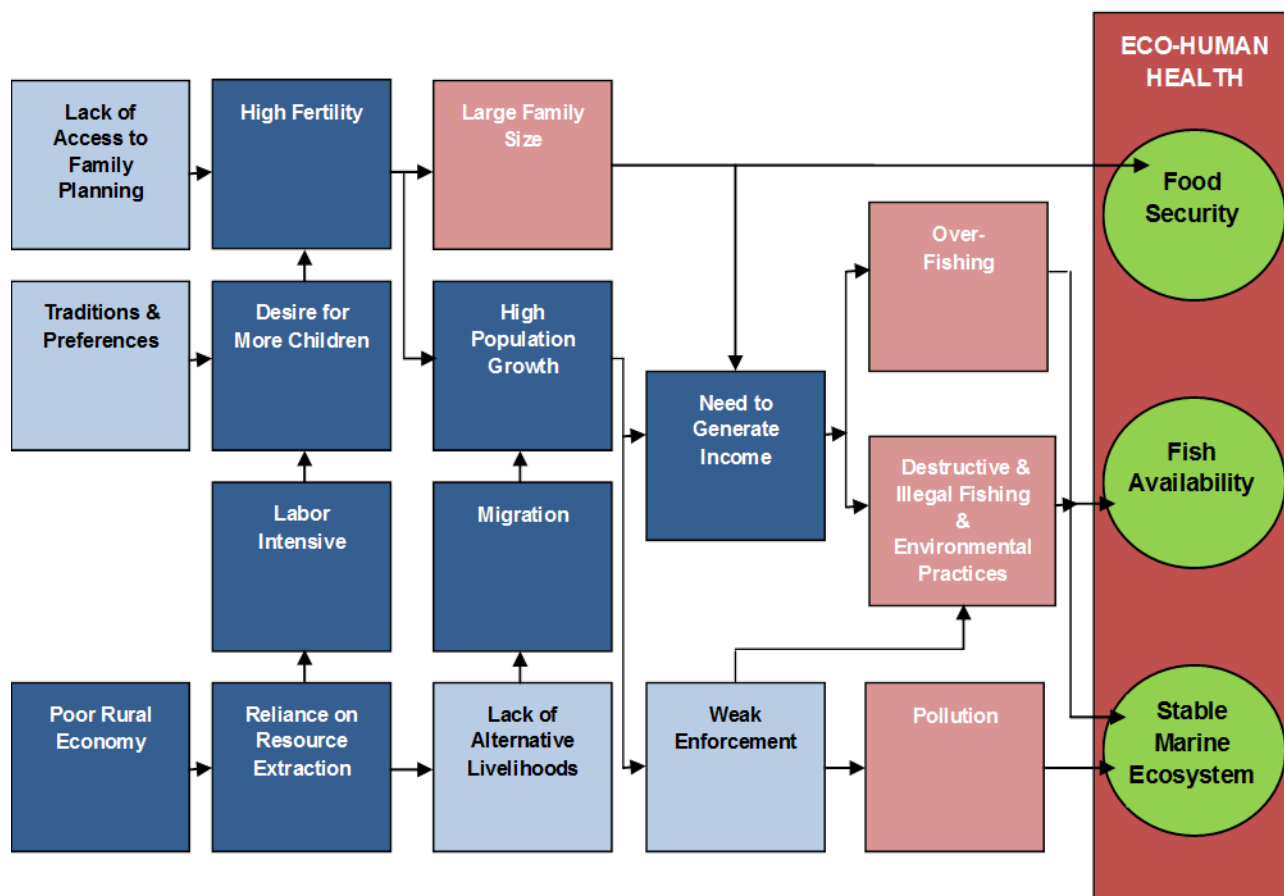 ECO-HUMAN
HEALTH
Lack of
Access to
Family
Planning
High Fertility
Large Family
Size
Food
Security
Over-
Fishing
Traditions &
Preferences
Desire for
More Children
High
Population
Growth
Need to
Generate
Income
Fish
Availability
Destructive &
Illegal Fishing
&
Environmental
Practices
Labor
Intensive
Migration
Poor Rural
Economy
Reliance on
Resource
Extraction
Lack of
Alternative
Livelihoods
Weak
Enforcement
Pollution
Stable
Marine
Ecosystem